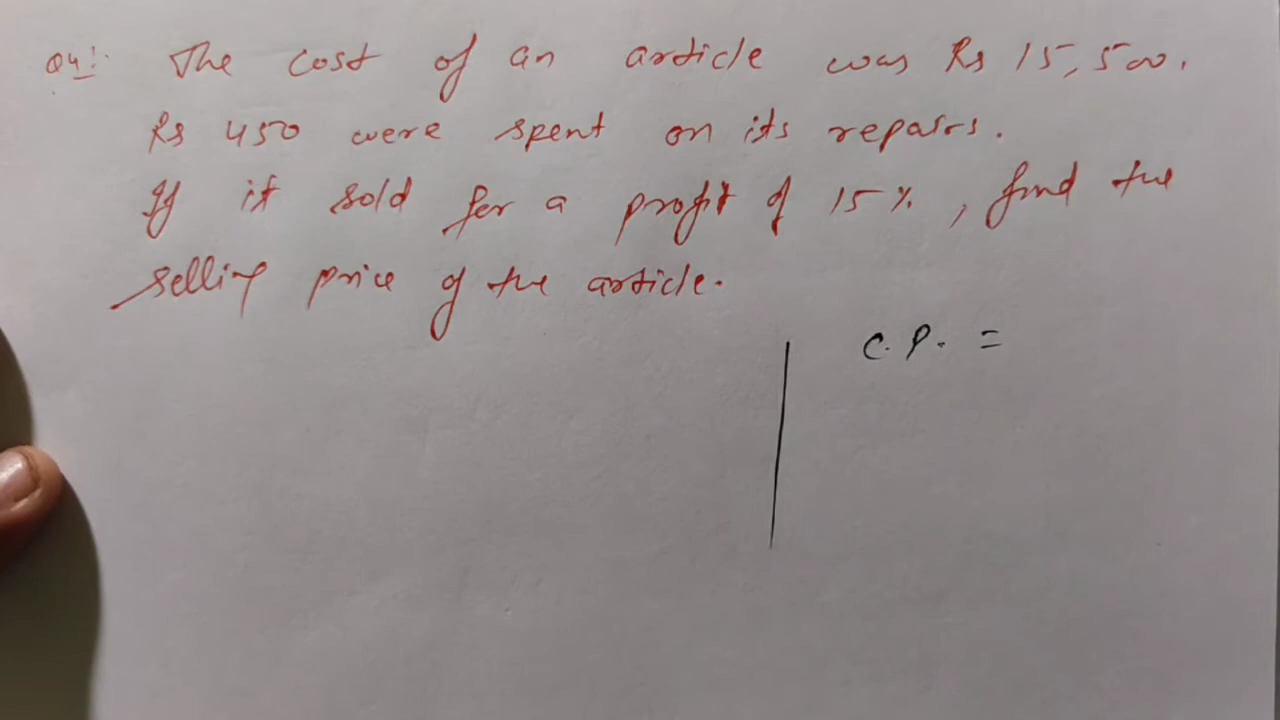 Q4:- The cost of an article was Rs 15,500.
Rs 450 were spent on its repairs.
If it sold for a profit of 15%, find the
selling price of the article.
C.P. =